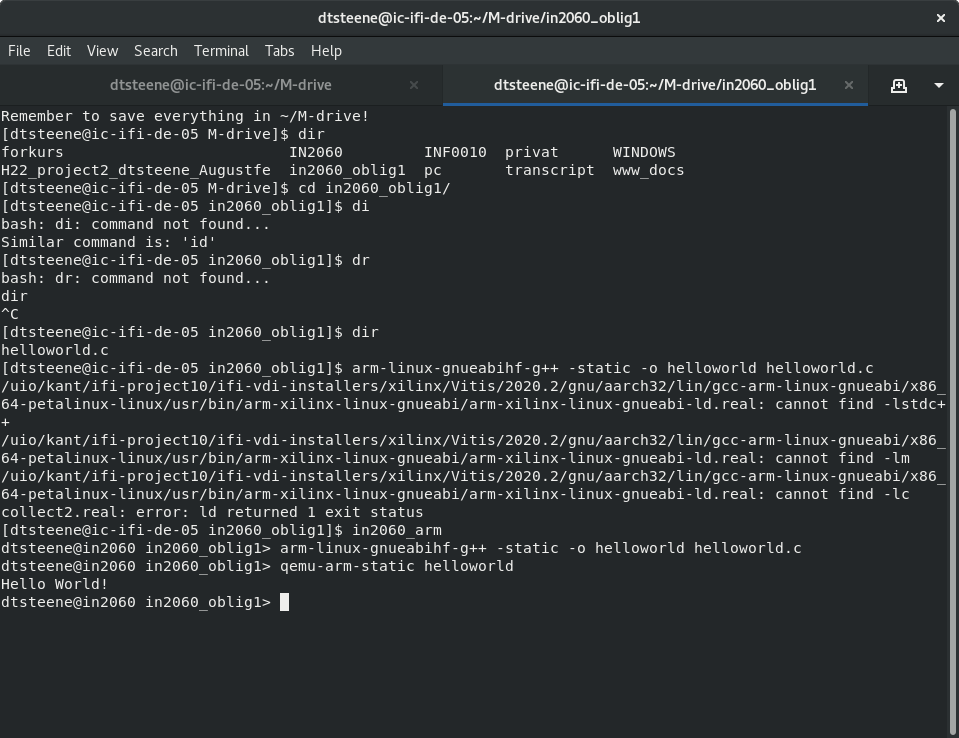 dtsteene@ic-ifi-de-05:~/M-drive/in2060_oblig1
File Edit View Search Terminal Tabs Help
dtsteene@ic-ifi-de-05:~/M-drive dtsteene@ic-ifi-de-05:~/M-drive/in2060_oblig1
Remember to save everything in ~/M-drive!
[dtsteene@ic-ifi-de-05 M-drive]$ dir
forkurs                         IN2060         INF0010  privat      WINDOWS
H22_project2_dtsteene_Augustfe  in2060_oblig1  pc       transcript  www_docs
[dtsteene@ic-ifi-de-05 M-drive]$ cd in2060_oblig1/
[dtsteene@ic-ifi-de-05 in2060_oblig1]$ di
bash: di: command not found...
Similar command is: 'id'
[dtsteene@ic-ifi-de-05 in2060_oblig1]$ dr
bash: dr: command not found...
dir
^C
[dtsteene@ic-ifi-de-05 in2060_oblig1]$ dir
helloworld.c
[dtsteene@ic-ifi-de-05 in2060_oblig1]$ arm-linux-gnueabihf-g++ -static -o helloworld helloworld.c
/uio/kant/ifi-project10/ifi-vdi-installers/xilinx/Vitis/2020.2/gnu/aarch32/lin/gcc-arm-linux-gnueabi/x86_
64-petalinux-linux/usr/bin/arm-xilinx-linux-gnueabi/arm-xilinx-linux-gnueabi-ld.real: cannot find -lstdc+
+
/uio/kant/ifi-project10/ifi-vdi-installers/xilinx/Vitis/2020.2/gnu/aarch32/lin/gcc-arm-linux-gnueabi/x86_
64-petalinux-linux/usr/bin/arm-xilinx-linux-gnueabi/arm-xilinx-linux-gnueabi-ld.real: cannot find -lm
/uio/kant/ifi-project10/ifi-vdi-installers/xilinx/Vitis/2020.2/gnu/aarch32/lin/gcc-arm-linux-gnueabi/x86_
64-petalinux-linux/usr/bin/arm-xilinx-linux-gnueabi/arm-xilinx-linux-gnueabi-ld.real: cannot find -lc
collect2.real: error: ld returned 1 exit status
[dtsteene@ic-ifi-de-05 in2060_oblig1]$ in2060_arm
dtsteene@in2060 in2060_oblig1> arm-linux-gnueabihf-g++ -static -o helloworld helloworld.c
dtsteene@in2060 in2060_oblig1> qemu-arm-static helloworld
Hello World!
dtsteene@in2060 in2060_oblig1>